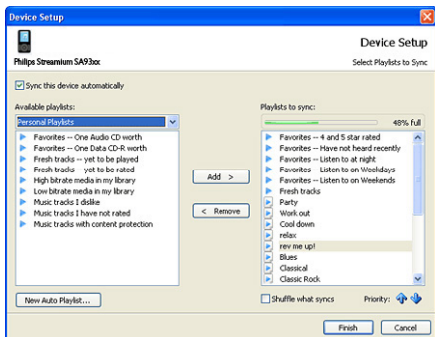 Device Setup
Device Setup
Philips Streamium SA93xx
Select Playlists to Sync
Sync this device automatically
Available playlists:
Personal Playlists
Favorites -- One Audio CD worth
Favorites -- One Data CD-R worth
Fresh tracks -- yet to be played
Fresh tracks -- yet to be rated
High bitrate media in my library
Low bitrate media in my library
Music tracks I dislike
Music tracks I have not rated
Music tracks with content protection
New Auto Playlist...
Add >
< Remove
Playlists to sync:
48% full
Favorites -- 4 and 5 star rated
Favorites -- Have not heard recently
Favorites -- Listen to at night
Favorites -- Listen to on Weekdays
Favorites -- Listen to on Weekends
Fresh tracks
Party
Work out
Cool down
relax
rev me up!
Blues
Classical
Classic Rock
Shuffle what syncs
Priority:
Finish
Cancel